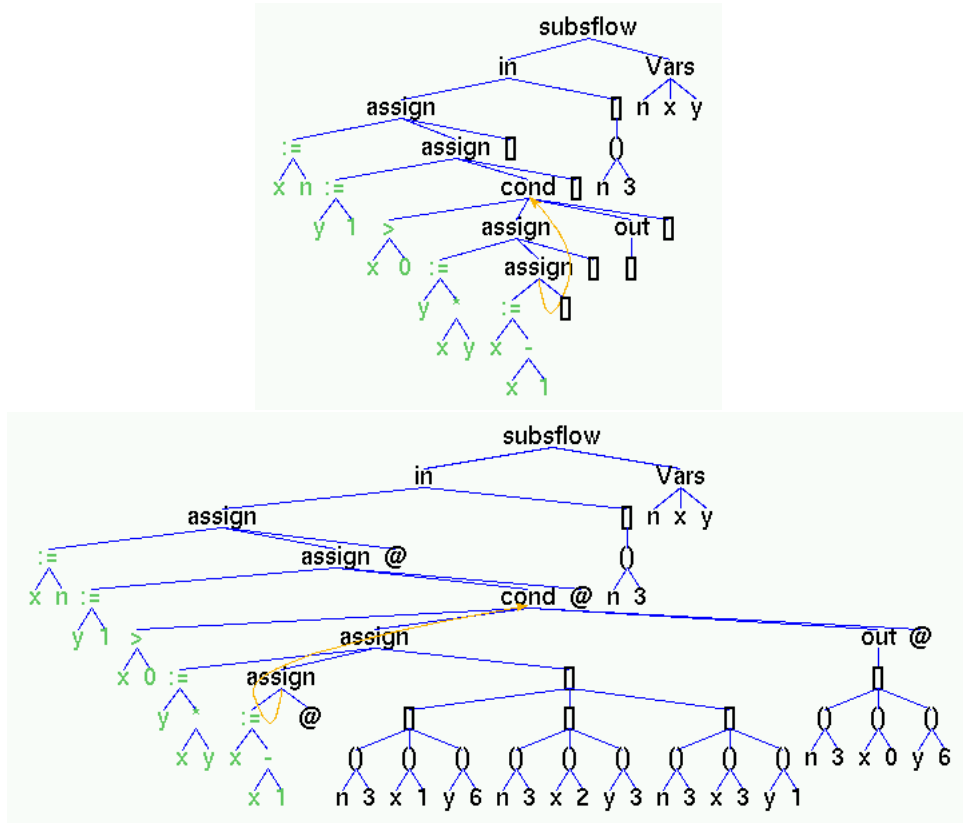 subsflow
in Vars
assign [] n x y
:= assign [] ()
x n := cond [] n 3
y 1 > assign out []
x 0 := assign [] []
y * := []
x y x -
x 1
subsflow
in Vars
assign [] n x y
:= assign @ ()
x n := cond @ n 3
y 1 > assign out @
x 0 := assign [] []
y * := @ [] [] [] () () ()
x y x - () () () () () () () () () n 3 x 0 y 6
x 1 n 3 x 1 y 6 n 3 x 2 y 3 n 3 x 3 y 1